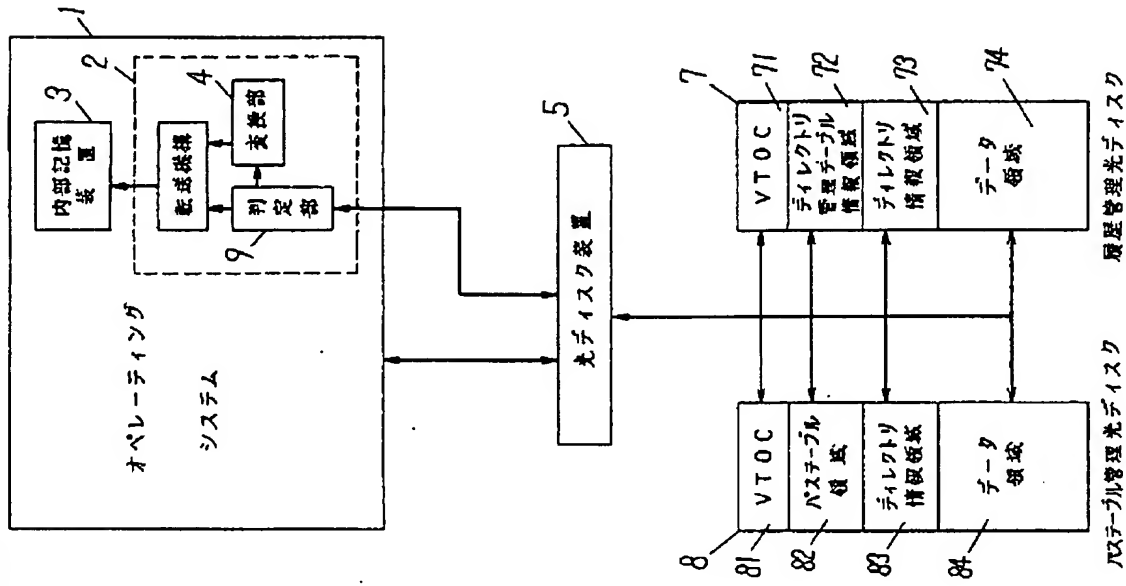 1
オペレーティング
システム
2
3
内部記憶
装置
転送機構
4
変換部
判定部
9
5
光ディスク装置
8
81
VTOC
82
パステーブル
領域
83
ディレクトリ
情報領域
84
データ
領域
パステーブル管理光ディスク
7
VTOC
71
ディレクトリ
管理テーブル
情報領域
72
ディレクトリ
情報領域
73
データ
領域
74
履歴管理光ディスク